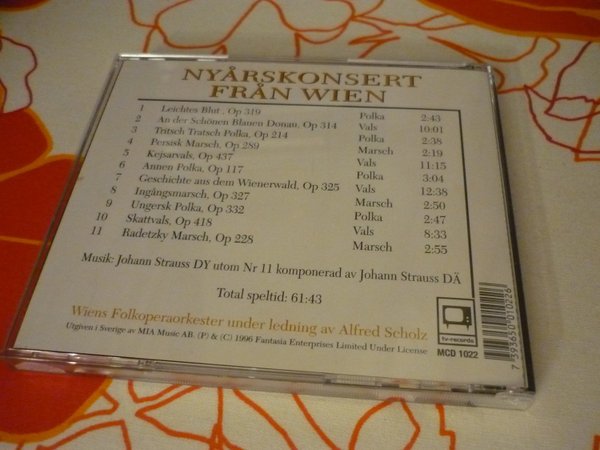 NYÅRSKONSERT
FRÅN WIEN
1 Leichtes Blut , Op 319 Polka 2:43
2 An der Schönen Blauen Donau, Op 314 Vals 10:01
3 Tritsch Tratsch Polka, Op 214 Polka 2:38
4 Persisk Marsch, Op.289 Marsch 2:19
5 Kejsarvals, Op 437 Vals 11:15
6 Annen Polka, Op 117 Polka 3:04
7 Geschichte aus dem Wienerwald, Op 325 Vals 12:38
8 Ingångsmarsch, Op 327 Marsch 2:50
9 Ungersk Polka, Op 332 Polka 2:47
10 Skattvals, Op 418 Vals 8:33
11 Radetzky Marsch, Op 228 Marsch 2:55
Musik: Johann Strauss DY utom Nr 11 komponerad av Johann Strauss DÄ
Total speltid: 61:43
Wiens Folkoperaorkester under ledning av Alfred Scholz
Utgiven i Sverige av MIA Music AB. (P) & (C) 1996 Fantasia Enterprises Limited Under License
tv-records
MCD 1022
7 393650 010226